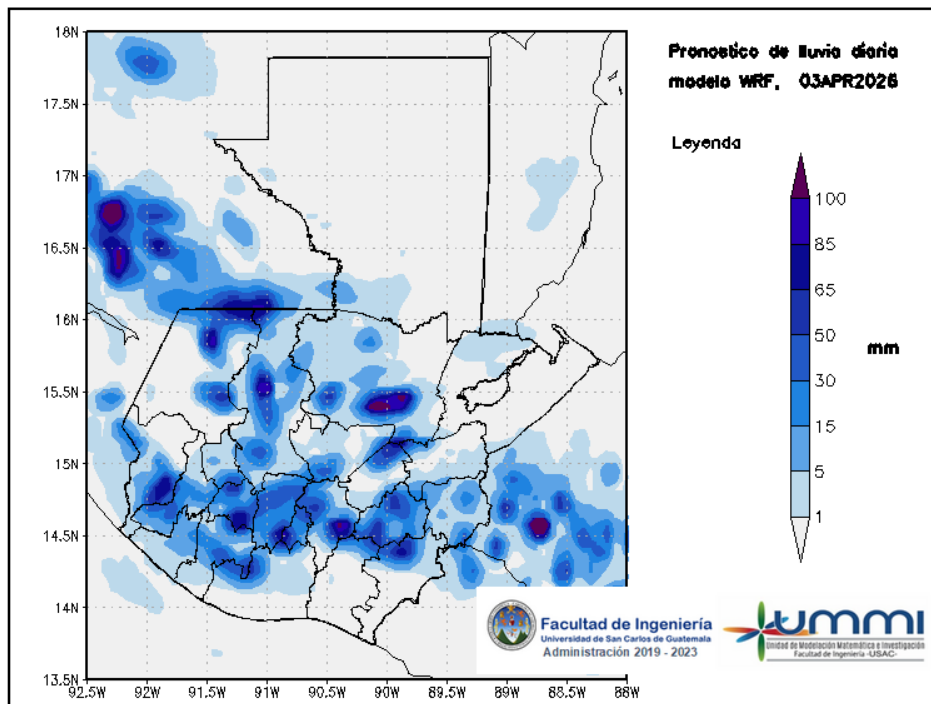 Pronostico de lluvia diaria
modelo WRF, 03APR2026
Leyenda
100
85
65
50
30
15
5
1
mm
18N
17.5N
17N
16.5N
16N
15.5N
15N
14.5N
14N
13.5N
92.5W
92W
91.5W
91W
90.5W
90W
89.5W
89W
88.5W
88W
Facultad de Ingeniería
Universidad de San Carlos de Guatemala
Administración 2019 - 2023
ummi
Unidad de Modelación Matemática e Investigación
Facultad de Ingeniería -USAC-